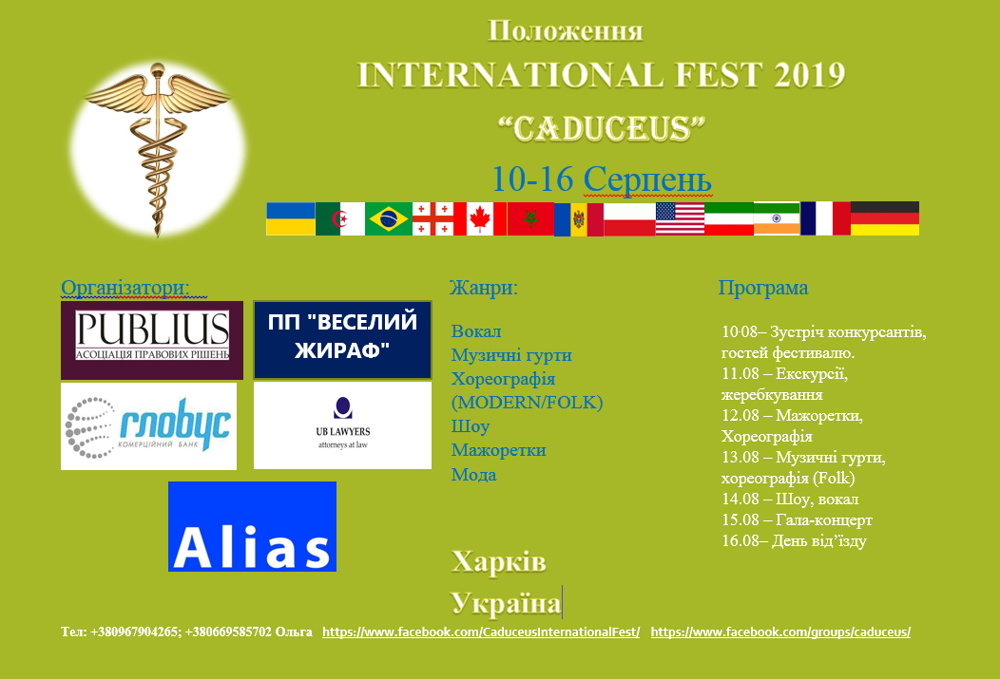 Положення
INTERNATIONAL FEST 2019
“CADUCEUS”
10-16 Серпень
Організатори:
PUBLIUS
АСОЦІАЦІЯ ПРАВОВИХ РІШЕНЬ
ПП "ВЕСЕЛИЙ
ЖИРАФ"
глобус
КОМЕРЦІЙНИЙ БАНК
UB LAWYERS
attorneys at law
Alias
Жанри:
Вокал
Музичні гурти
Хореографія
(MODERN/FOLK)
Шоу
Мажоретки
Мода
Програма
10·08– Зустріч конкурсантів,
гостей фестивалю.
11.08 – Екскурсії,
жеребкування
12.08 – Мажоретки,
Хореографія
13.08 – Музичні гурти,
хореографія (Folk)
14.08 – Шоу, вокал
15.08 – Гала-концерт
16.08– День від’їзду
Харків
Україна
Тел: +380967904265; +380669585702 Ольга https://www.facebook.com/CaduceusInternationalFest/ https://www.facebook.com/groups/caduceus/